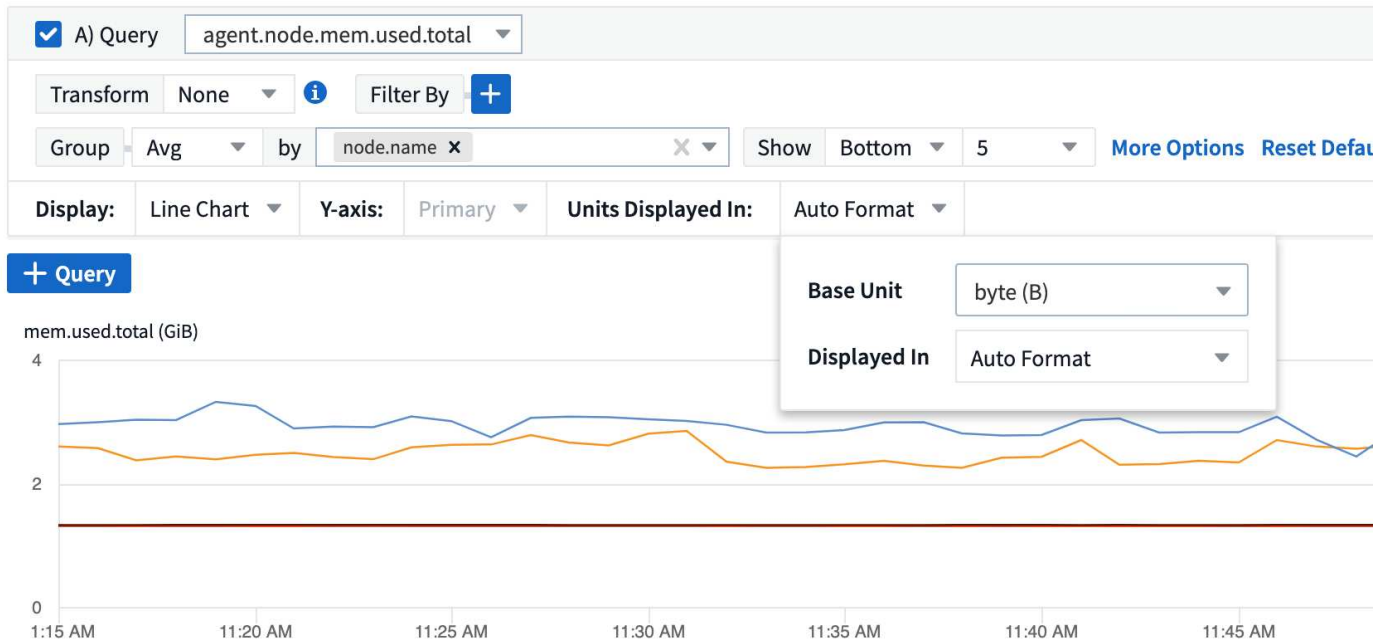 A) Query agent.node.mem.used.total
Transform None i Filter By +
Group Avg by node.name × Show Bottom 5 More Options Reset Defau
Display: Line Chart Y-axis: Primary Units Displayed In: Auto Format
+ Query
Base Unit byte (B)
Displayed In Auto Format
mem.used.total (GiB)
4
2
0
1:15 AM 11:20 AM 11:25 AM 11:30 AM 11:35 AM 11:40 AM 11:45 AM